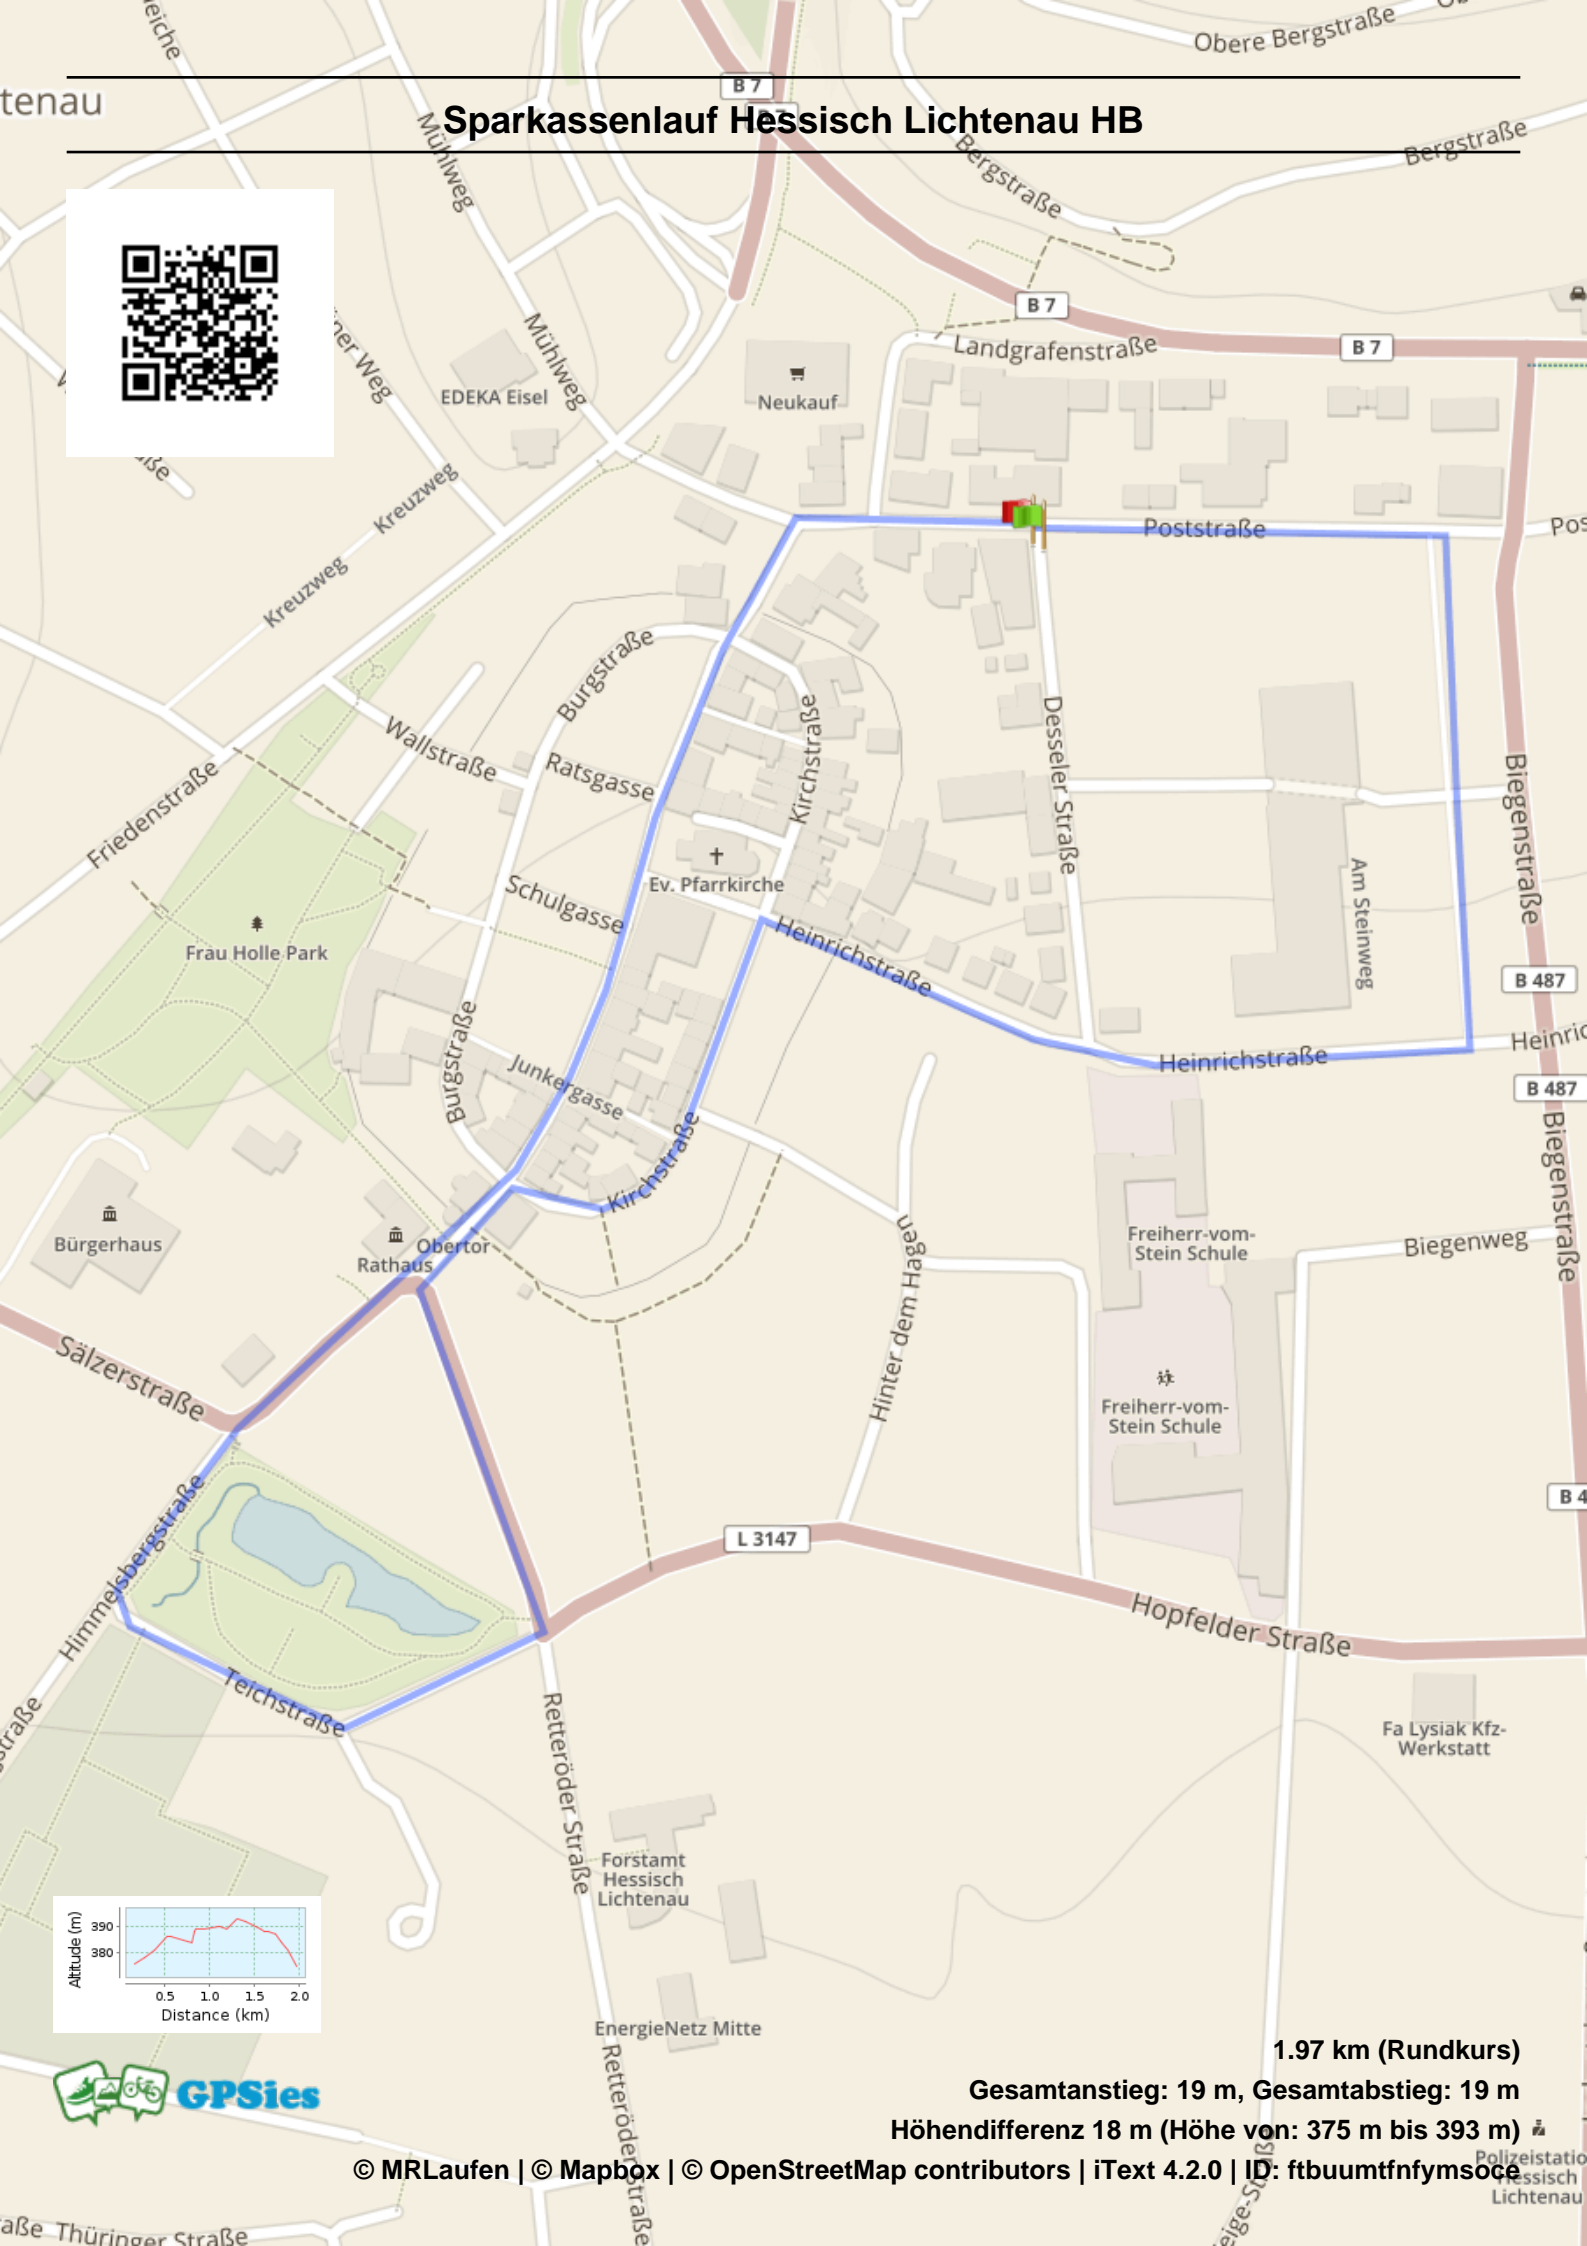 Obere Bergstraße
B 7
tenau
Sparkassenlauf Hessisch Lichtenau HB
Mühlweg
Bergstraße
Bergstraße
B 7
Landgrafenstraße
B 7
Mühlweg
EDEKA Eisel
Neukauf
Kreuzweg
Kreuzweg
Poststraße
Burgstraße
Wallstraße
Ratsgasse
Kirchstraße
Desseler Straße
Biegenstraße
Friedenstraße
Ev. Pfarrkirche
Schulgasse
Am Steinweg
Frau Holle Park
Heinrichstraße
B 487
Burgstraße
Junkergasse
Heinrichstraße
B 487
Kirchstraße
Biegenstraße
Bürgerhaus
Rathaus
Obertor
Freiherr-vom-
Stein Schule
Biegenweg
Hinter dem Hagen
Sälzerstraße
Freiherr-vom-
Stein Schule
Himmelsbergstraße
L 3147
Hopfelder Straße
Teichstraße
Retteröder Straße
Fa Lysiak Kfz-
Werkstatt
Forstamt
Hessisch
Lichtenau
Altitude (m)
390
380
0.5 1.0 1.5 2.0
Distance (km)
EnergieNetz Mitte
Retteröder Straße
GPSies
1.97 km (Rundkurs)
Gesamtanstieg: 19 m, Gesamtabstieg: 19 m
Höhendifferenz 18 m (Höhe von: 375 m bis 393 m)
© MRLaufen | © Mapbox | © OpenStreetMap contributors | iText 4.2.0 | ID: ftbuumtfnfymsoce
Hessisch
Lichtenau
Thüringer Straße